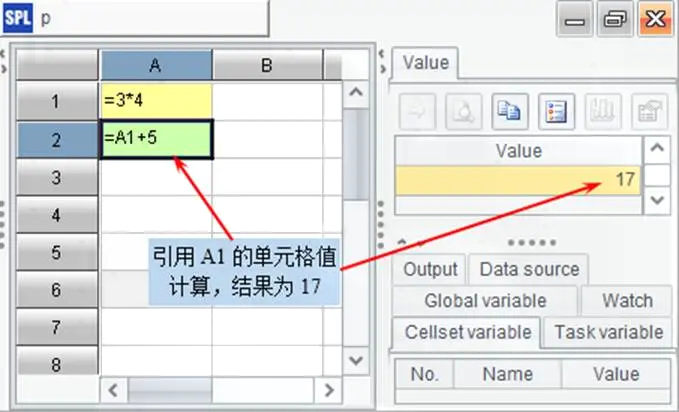 SPL p
Value
A B
1 =3*4
2 =A1+5
3
4
5
6
7
8
引用 A1 的单元格值
计算，结果为 17
Value
17
Output Data source
Global variable Watch
Cellset variable Task variable
No. Name Value